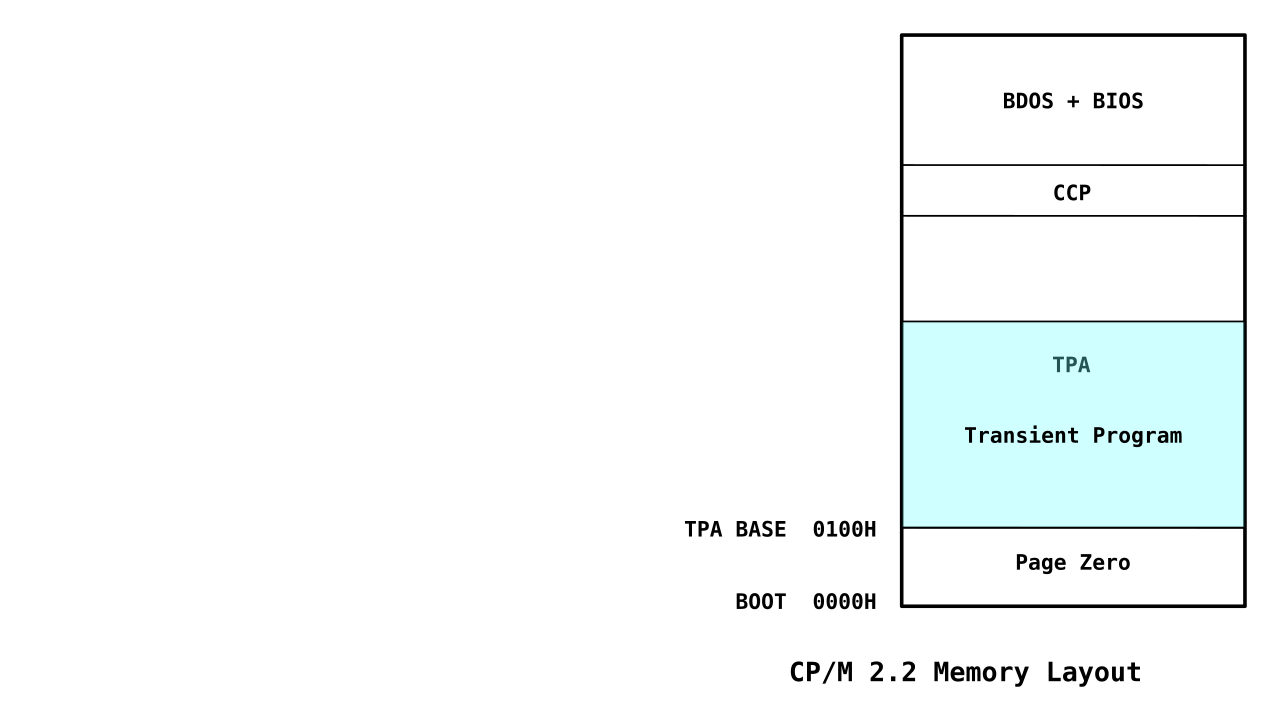 BDOS + BIOS
CCP
TPA
Transient Program
TPA BASE  0100H
Page Zero
BOOT  0000H
CP/M 2.2 Memory Layout